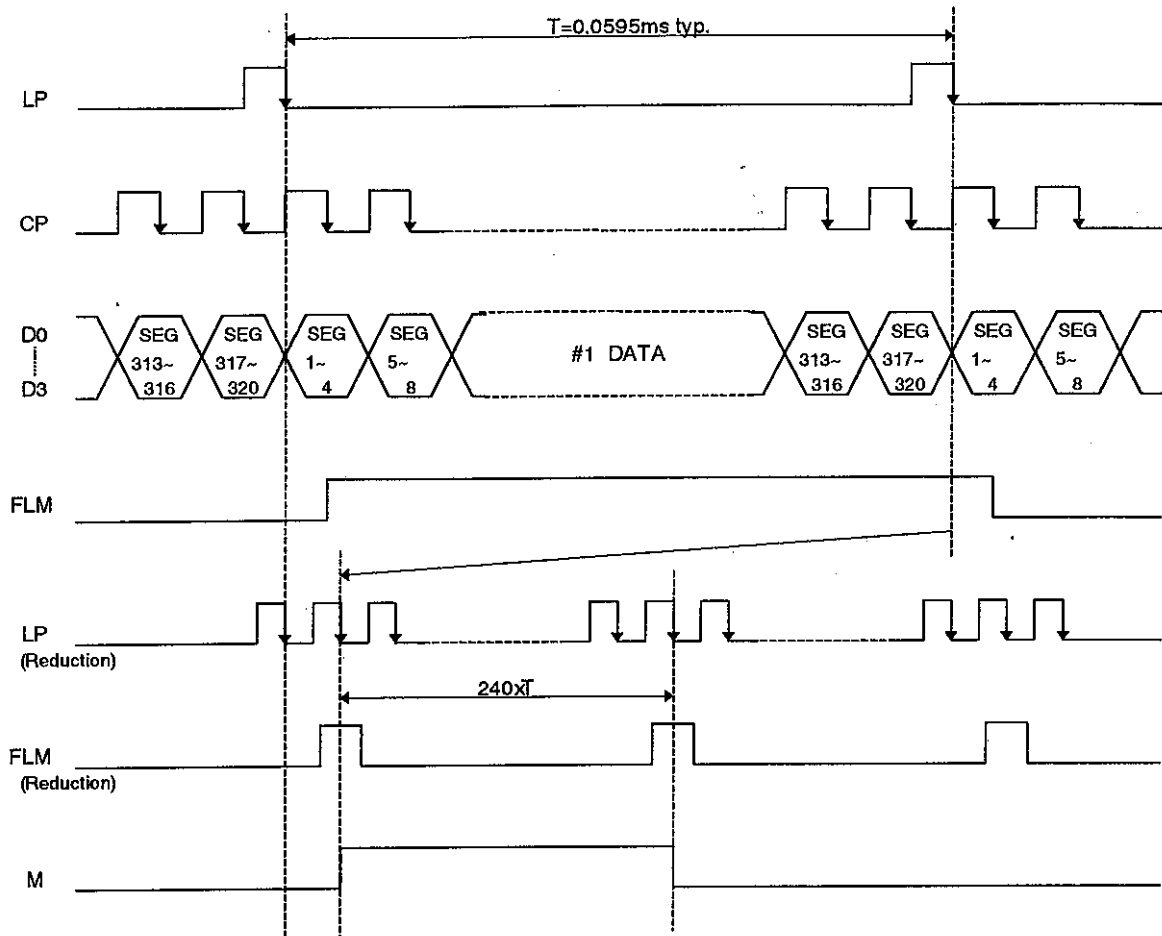 T=0.0595ms typ.
LP
CP
D0
D3
SEG
313~
316
SEG
317~
320
SEG
1~
4
SEG
5~
8
#1 DATA
SEG
313~
316
SEG
317~
320
SEG
1~
4
SEG
5~
8
FLM
LP
(Reduction)
240xT
FLM
(Reduction)
M